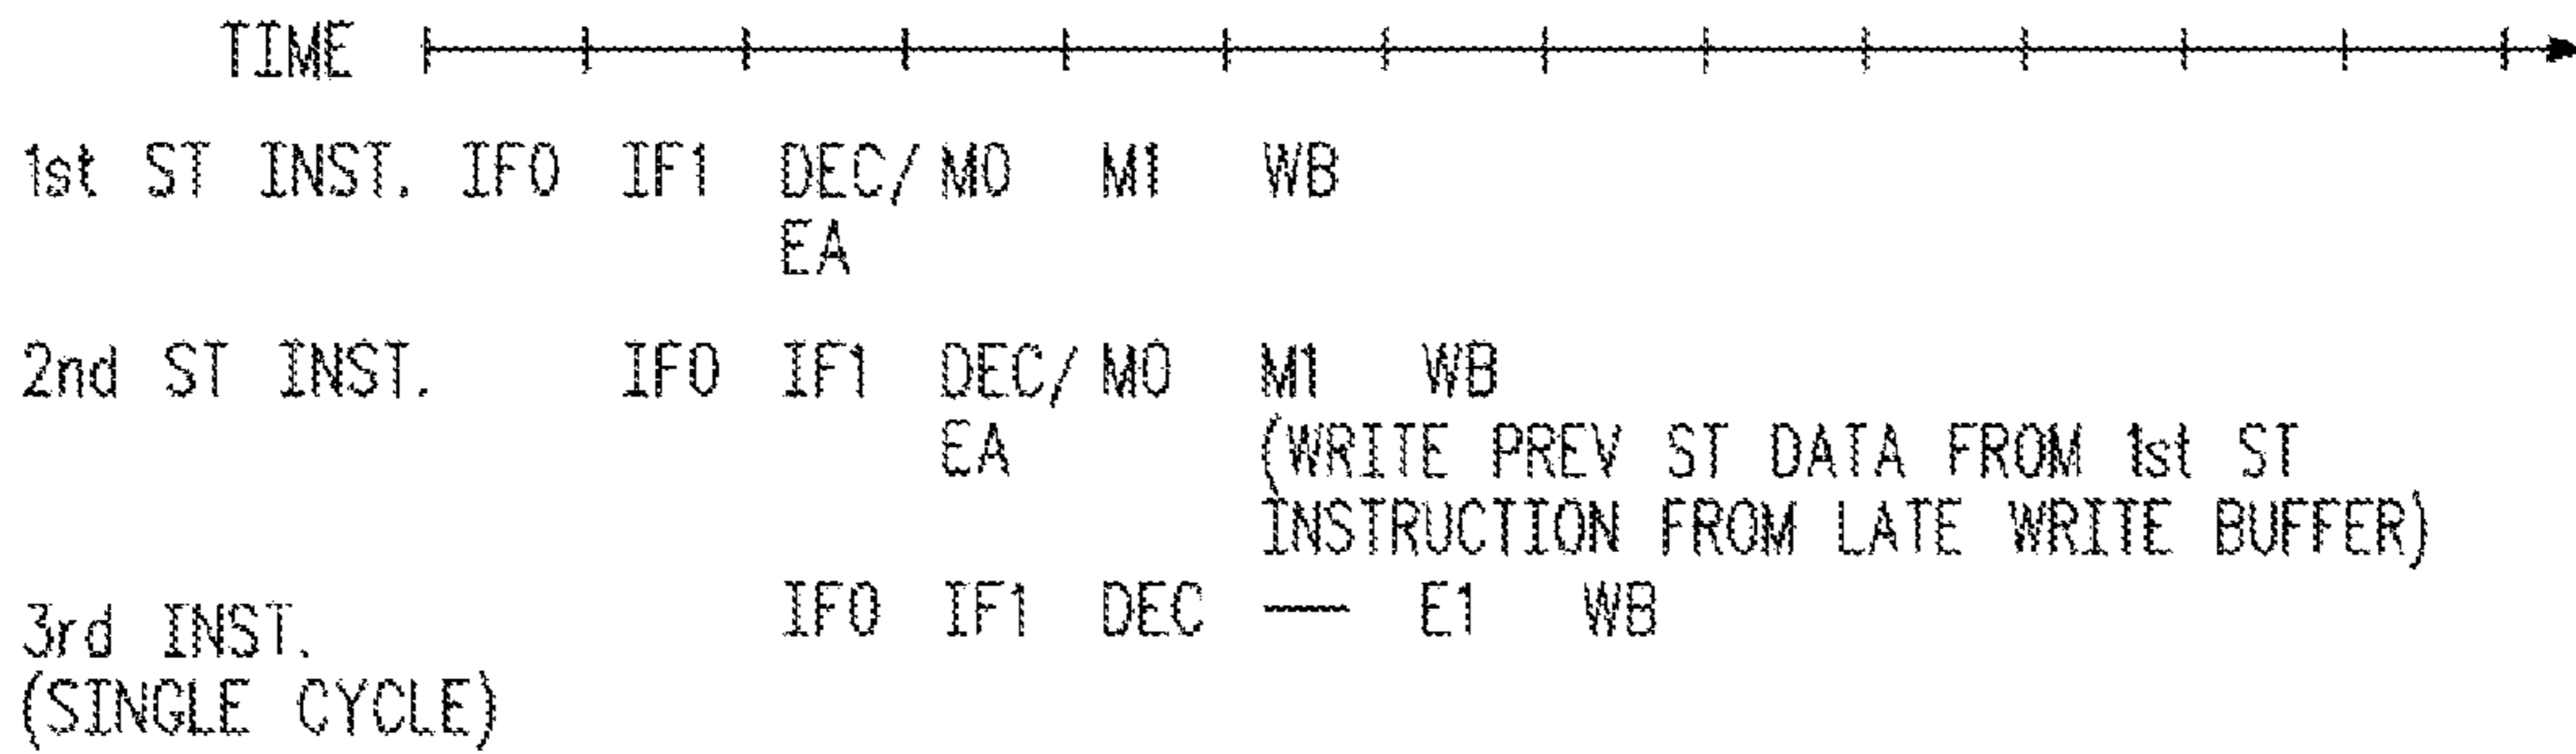 TIME
1st ST INST. IF0 IF1 DEC/ M0 M1 WB
EA
2nd ST INST. IF0 IF1 DEC/ M0 M1 WB
EA (WRITE PREV ST DATA FROM 1st ST
INSTRUCTION FROM LATE WRITE BUFFER)
3rd INST. IF0 IF1 DEC — E1 WB
(SINGLE CYCLE)